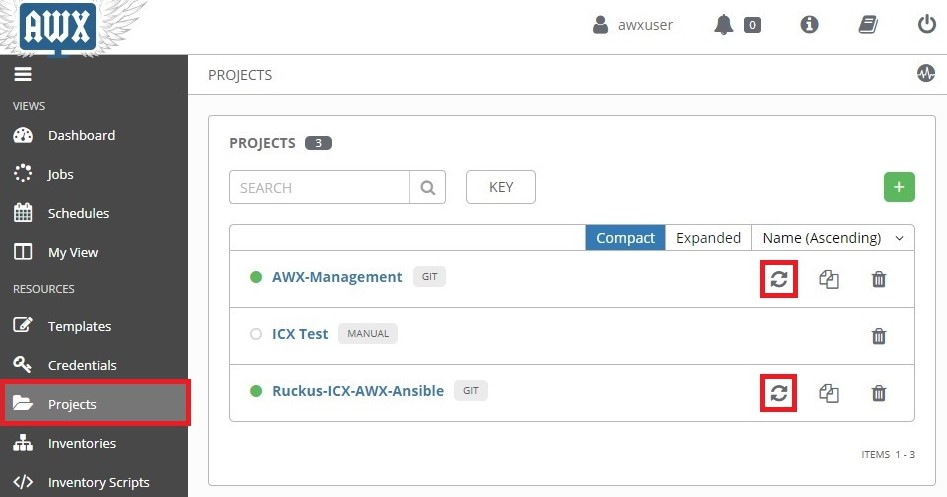 AWX
awxuser
0
PROJECTS
VIEWS
Dashboard
Jobs
Schedules
My View
RESOURCES
Templates
Credentials
Projects
Inventories
Inventory Scripts
PROJECTS 3
SEARCH
KEY
+
Compact Expanded Name (Ascending)
AWX-Management GIT
ICX Test MANUAL
Ruckus-ICX-AWX-Ansible GIT
ITEMS 1 - 3